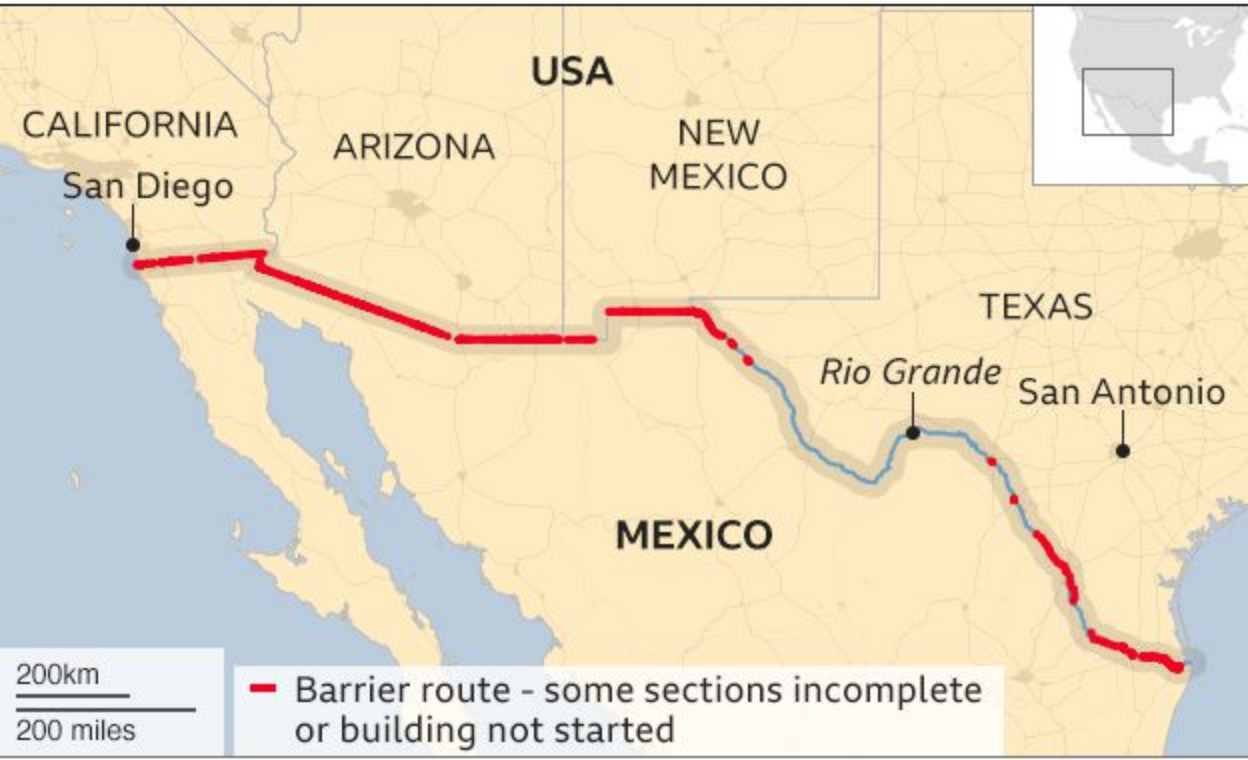 USA
CALIFORNIA
ARIZONA
NEW
MEXICO
San Diego
TEXAS
Rio Grande
San Antonio
MEXICO
200km
200 miles
Barrier route - some sections incomplete
or building not started